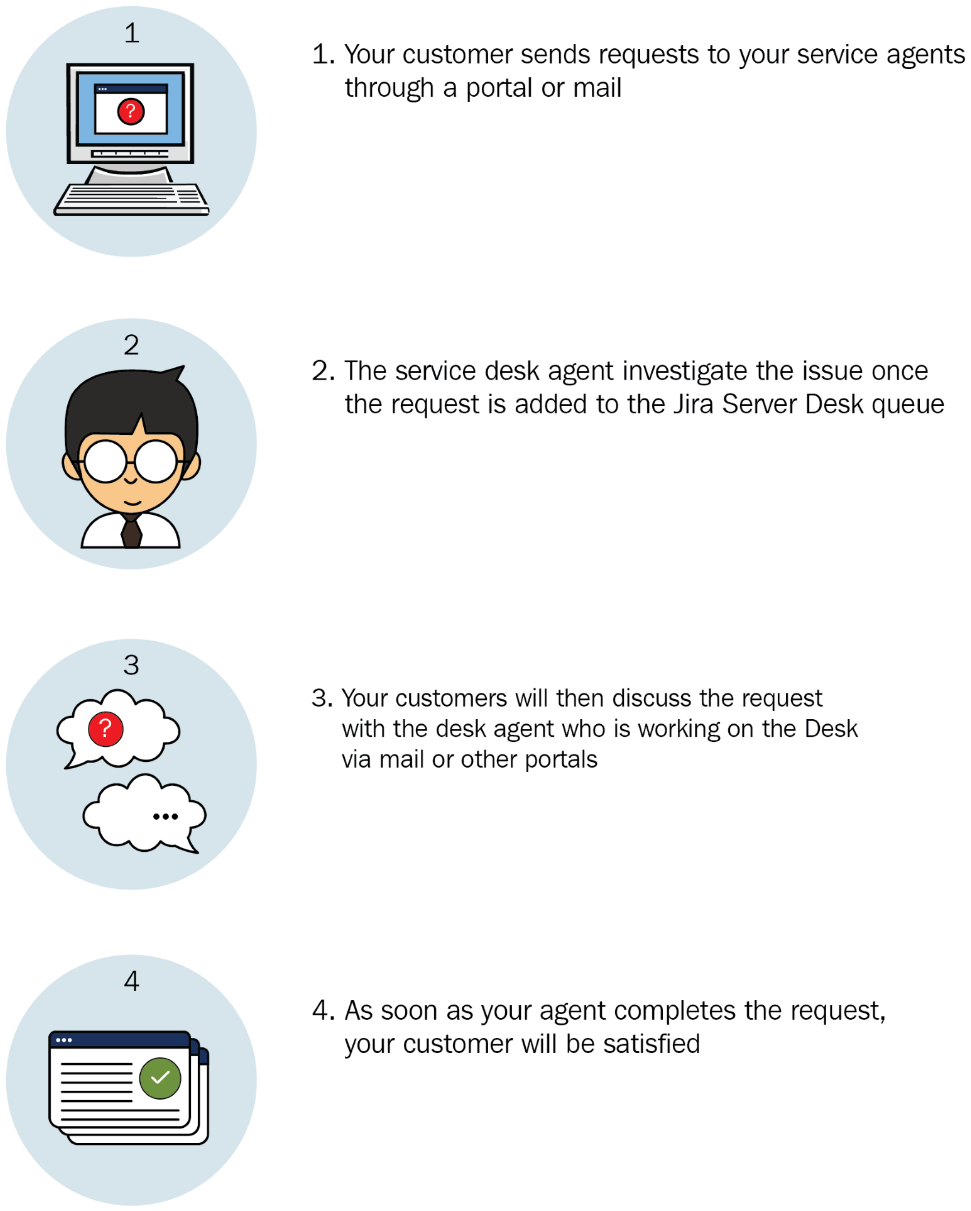 1
?
1. Your customer sends requests to your service agents
through a portal or mail
2
2. The service desk agent investigate the issue once
the request is added to the Jira Server Desk queue
3
?
...
3. Your customers will then discuss the request
with the desk agent who is working on the Desk
via mail or other portals
4
4. As soon as your agent completes the request,
your customer will be satisfied